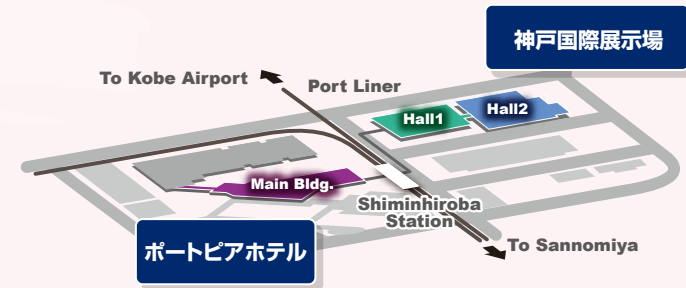 神戸国際展示場
To Kobe Airport
Port Liner
Hall1
Hall2
Main Bldg.
Shiminhiroba
Station
ポートピアホテル
To Sannomiya